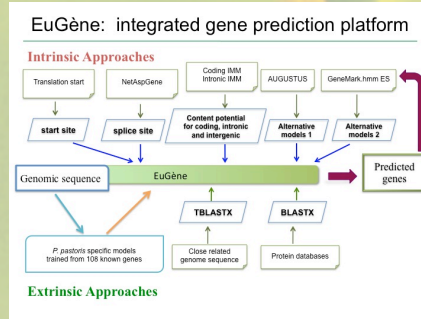 EuGène: integrated gene prediction platform
Intrinsic Approaches
Translation start
NetAspGene
Coding IMM
Intronic IMM
AUGUSTUS
GeneMark.hmm ES
start site
splice site
Content potential
for coding, intronic
and intergenic
Alternative
models 1
Alternative
models 2
Genomic sequence
EuGène
Predicted
genes
TBLASTX
BLASTX
P. pastoris specific models
trained from 108 known genes
Close related
genome sequence
Protein databases
Extrinsic Approaches